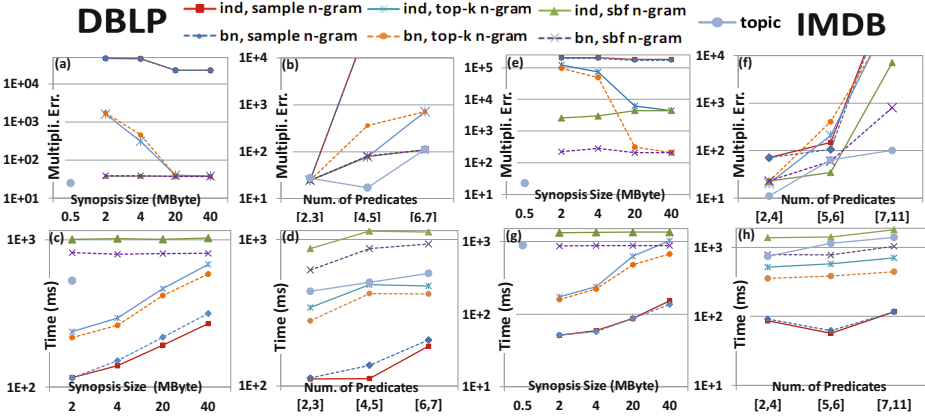 DBLP
ind, sample n-gram
ind, top-k n-gram
ind, sbf n-gram
topic
IMDB
bn, sample n-gram
bn, top-k n-gram
bn, sbf n-gram
(a)
Multipli. Err.
1E+04
1E+03
1E+02
1E+01
Synopsis Size (MByte)
0.5 2 4 20 40
(b)
Multipli. Err.
1E+4
1E+3
1E+2
1E+1
Num. of Predicates
[2,3] [4,5] [6,7]
(e)
Multipli. Err.
1E+5
1E+4
1E+3
1E+2
1E+1
Synopsis Size (MByte)
0.5 2 4 20 40
(f)
Multipli. Err.
1E+4
1E+3
1E+2
1E+1
Num. of Predicates
[2,4] [5,6] [7,11]
(c)
Time (ms)
1E+3
1E+2
Synopsis Size (MByte)
2 4 20 40
(d)
Time (ms)
1E+3
1E+2
Num. of Predicates
[2,3] [4,5] [6,7]
(g)
Time (ms)
1E+3
1E+2
1E+1
Synopsis Size (MByte)
0.5 2 4 20 40
(h)
Time (ms)
1E+3
1E+2
1E+1
Num. of Predicates
[2,4] [5,6] [7,11]